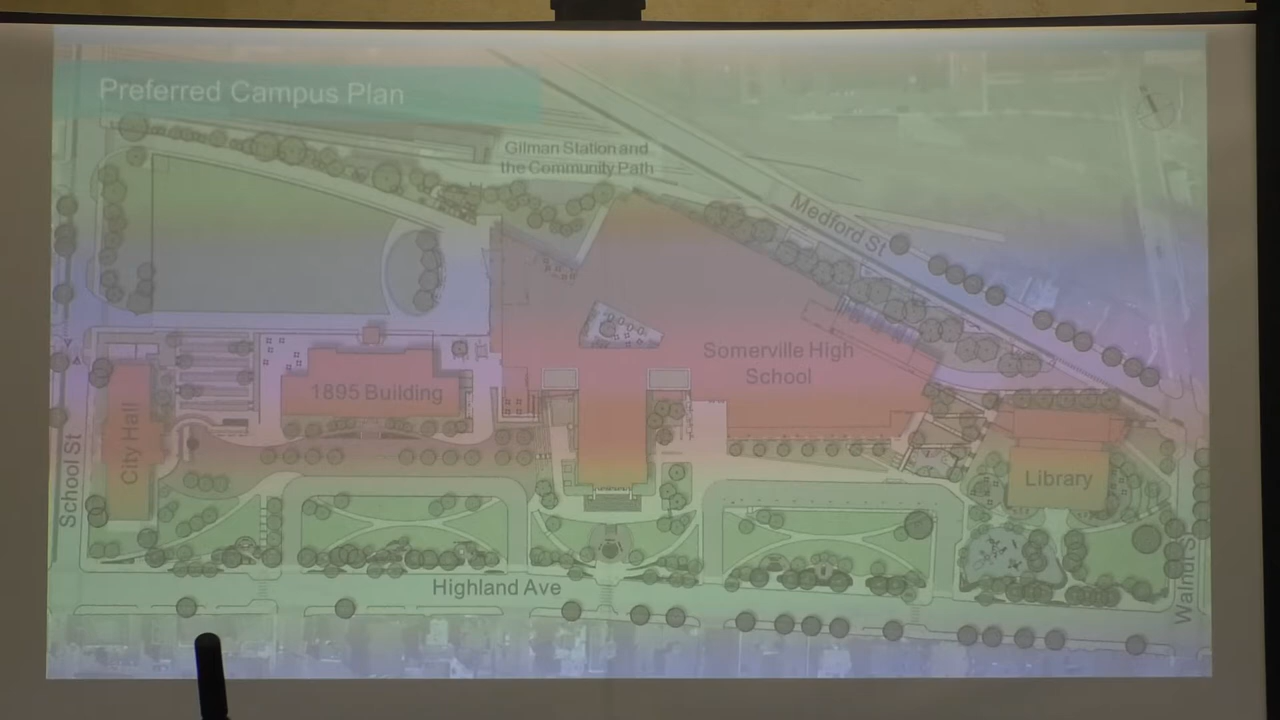 Preferred Campus Plan
Gilman Station and
the Community Path
Medford St
Somerville High
School
1895 Building
City Hall
School St
Library
Highland Ave
Walnut St